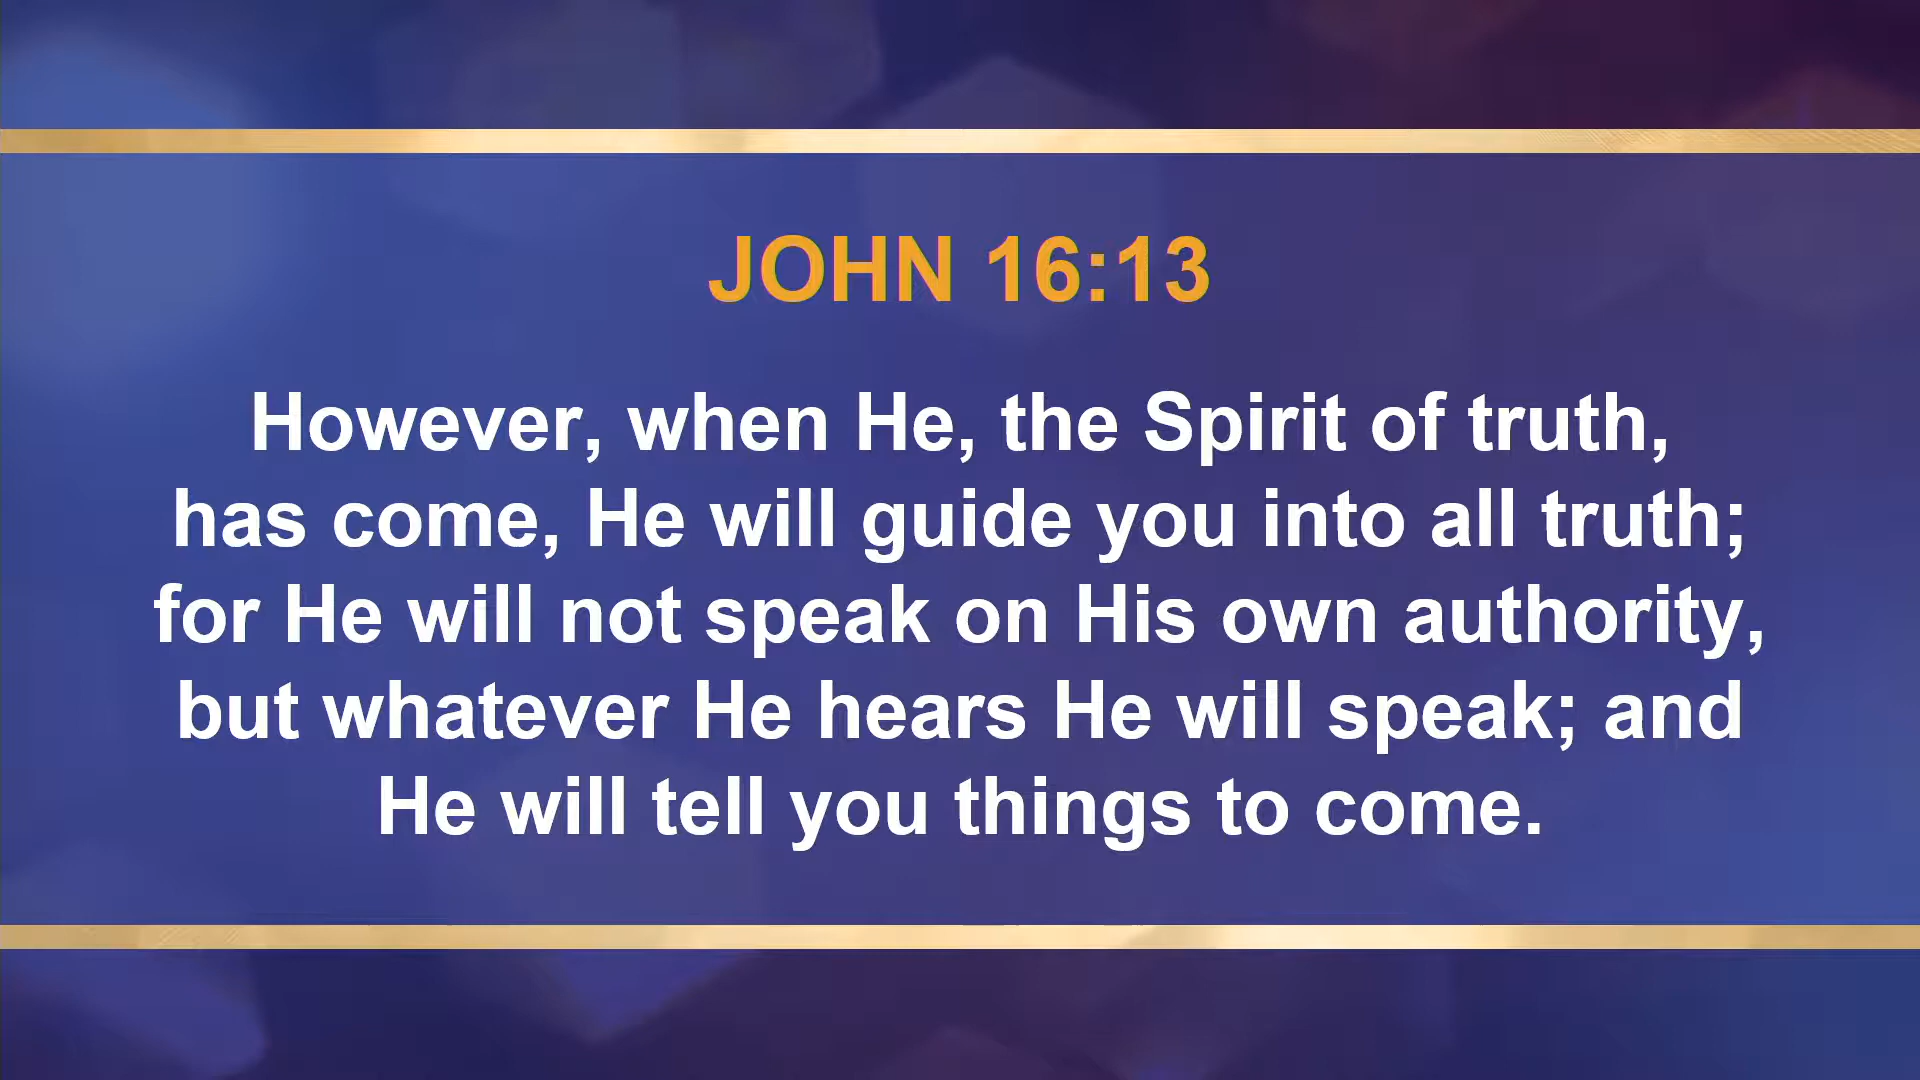 JOHN 16:13
However, when He, the Spirit of truth,
has come, He will guide you into all truth;
for He will not speak on His own authority,
but whatever He hears He will speak; and
He will tell you things to come.